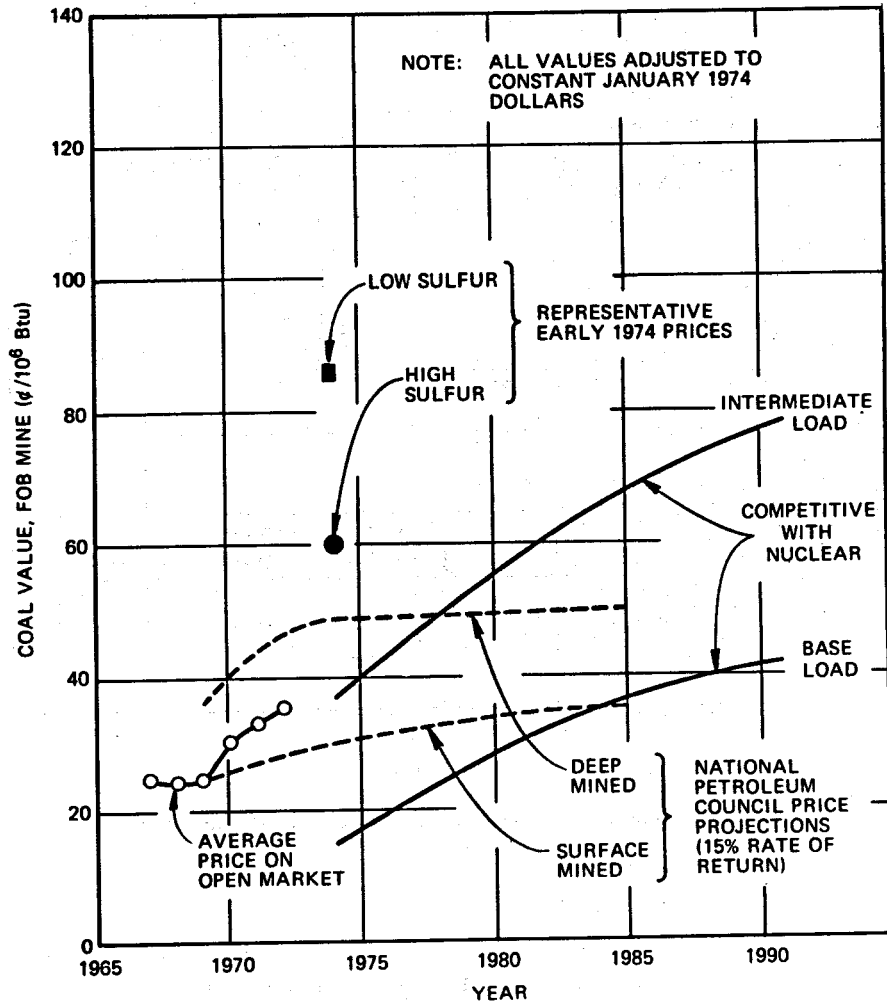 140
120
100
80
60
40
20
0
COAL VALUE, FOB MINE (¢/10⁶ Btu)
NOTE: ALL VALUES ADJUSTED TO
CONSTANT JANUARY 1974
DOLLARS
LOW SULFUR
REPRESENTATIVE
EARLY 1974 PRICES
HIGH
SULFUR
INTERMEDIATE
LOAD
COMPETITIVE
WITH
NUCLEAR
BASE
LOAD
AVERAGE
PRICE ON
OPEN MARKET
DEEP
MINED
SURFACE
MINED
NATIONAL
PETROLEUM
COUNCIL PRICE
PROJECTIONS
(15% RATE OF
RETURN)
1965 1970 1975 1980 1985 1990
YEAR